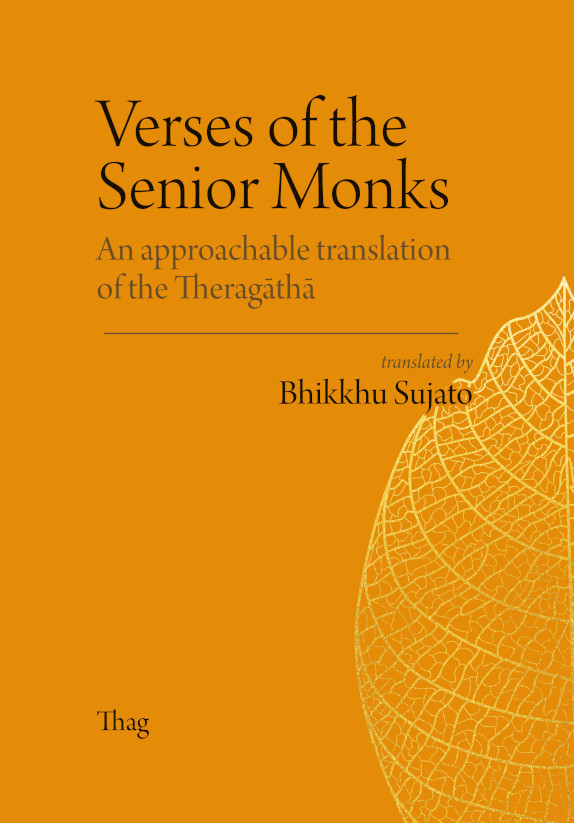 Verses of the
Senior Monks
An approachable translation
of the Theragāthā
translated by
Bhikkhu Sujato
Thag